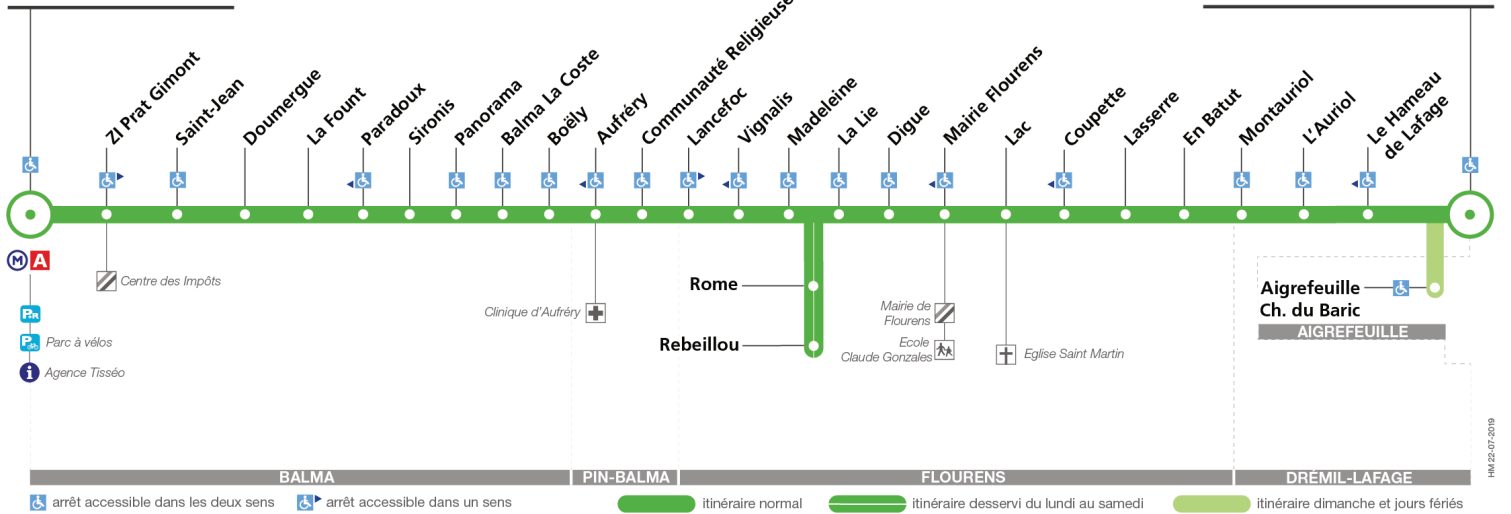 ZI Prat Gimont
Saint-Jean
Doumergue
La Fount
Paradoux
Sironis
Panorama
Balma La Coste
Boëly
Aufréry
Communauté Religieuse
Lancefoc
Vignalis
Madeleine
La Lie
Digue
Mairie Flourens
Lac
Coupette
Lasserre
En Batut
Montauriol
L'Auriol
Le Hameau
de Lafage
M A
Centre des Impôts
P+R
P
Parc à vélos
i
Agence Tisséo
Clinique d'Aufréry
Rome
Rebeillou
Mairie de
Flourens
Ecole
Claude Gonzales
Eglise Saint Martin
Aigrefeuille
Ch. du Baric
AIGREFEUILLE
BALMA
PIN-BALMA
FLOURENS
DRÉMIL-LAFAGE
arrêt accessible dans les deux sens
arrêt accessible dans un sens
itinéraire normal
itinéraire desservi du lundi au samedi
itinéraire dimanche et jours fériés
HM 22-07-2019